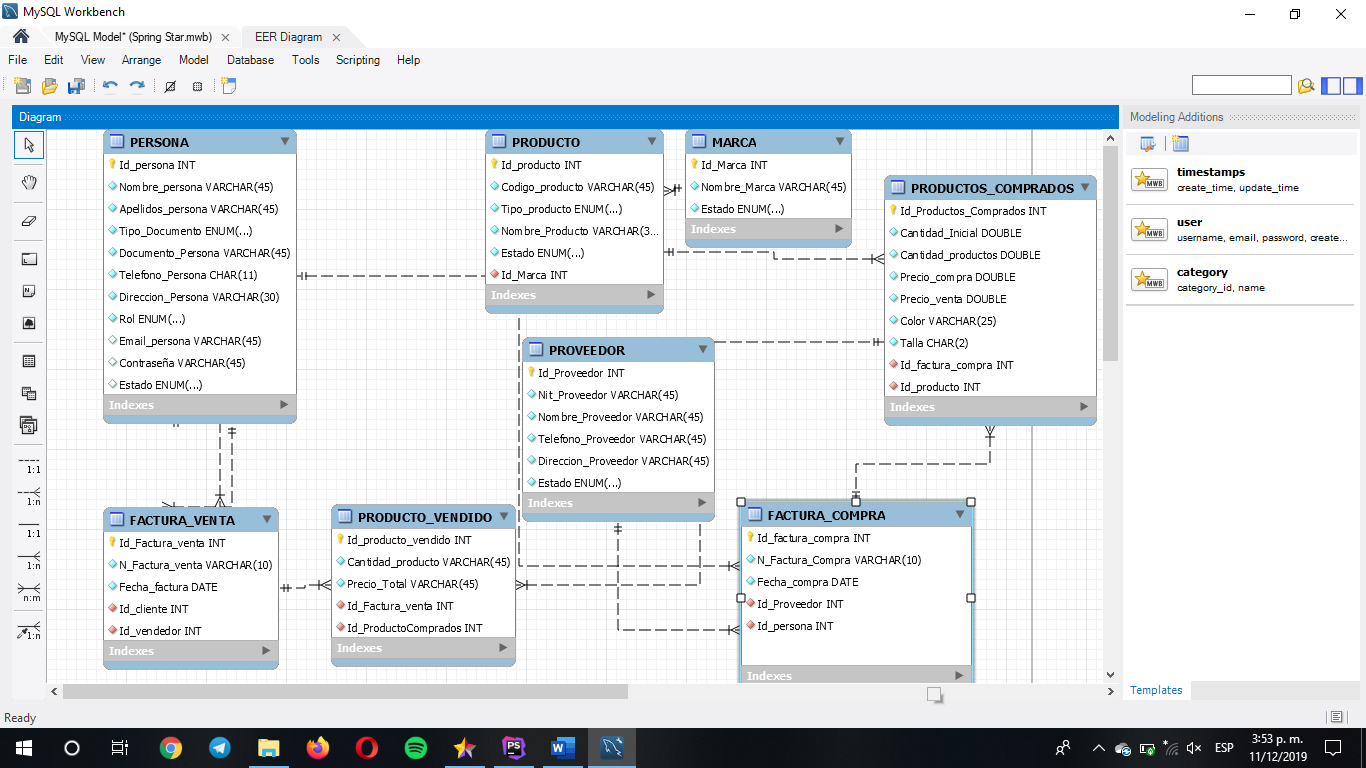 MySQL Workbench
MySQL Model* (Spring Star.mwb)
EER Diagram
File Edit View Arrange Model Database Tools Scripting Help
Diagram
PERSONA
Id_persona INT
Nombre_persona VARCHAR(45)
Apellidos_persona VARCHAR(45)
Tipo_Documento ENUM(...)
Documento_Persona VARCHAR(45)
Telefono_Persona CHAR(11)
Direccion_Persona VARCHAR(30)
Rol ENUM(...)
Email_persona VARCHAR(45)
Contraseña VARCHAR(45)
Estado ENUM(...)
Indexes
PRODUCTO
Id_producto INT
Codigo_producto VARCHAR(45)
Tipo_producto ENUM(...)
Nombre_Producto VARCHAR(3...
Estado ENUM(...)
Id_Marca INT
Indexes
MARCA
Id_Marca INT
Nombre_Marca VARCHAR(45)
Estado ENUM(...)
Indexes
PRODUCTOS_COMPRADOS
Id_Productos_Comprados INT
Cantidad_Inicial DOUBLE
Cantidad_productos DOUBLE
Precio_compra DOUBLE
Precio_venta DOUBLE
Color VARCHAR(25)
Talla CHAR(2)
Id_factura_compra INT
Id_producto INT
Indexes
PROVEEDOR
Id_Proveedor INT
Nit_Proveedor VARCHAR(45)
Nombre_Proveedor VARCHAR(45)
Telefono_Proveedor VARCHAR(45)
Direccion_Proveedor VARCHAR(45)
Estado ENUM(...)
Indexes
FACTURA_VENTA
Id_Factura_venta INT
N_Factura_venta VARCHAR(10)
Fecha_factura DATE
Id_cliente INT
Id_vendedor INT
Indexes
PRODUCTO_VENDIDO
Id_producto_vendido INT
Cantidad_producto VARCHAR(45)
Precio_Total VARCHAR(45)
Id_Factura_venta INT
Id_ProductoComprados INT
Indexes
FACTURA_COMPRA
Id_factura_compra INT
N_Factura_Compra VARCHAR(10)
Fecha_compra DATE
Id_Proveedor INT
Id_persona INT
Indexes
1:1
1:n
1:1
1:n
n:m
1:n
Modeling Additions
timestamps
create_time, update_time
user
username, email, password, create...
category
category_id, name
MWB
MWB
MWB
Templates
Ready
PS
W
ESP
3:53 p. m.
11/12/2019